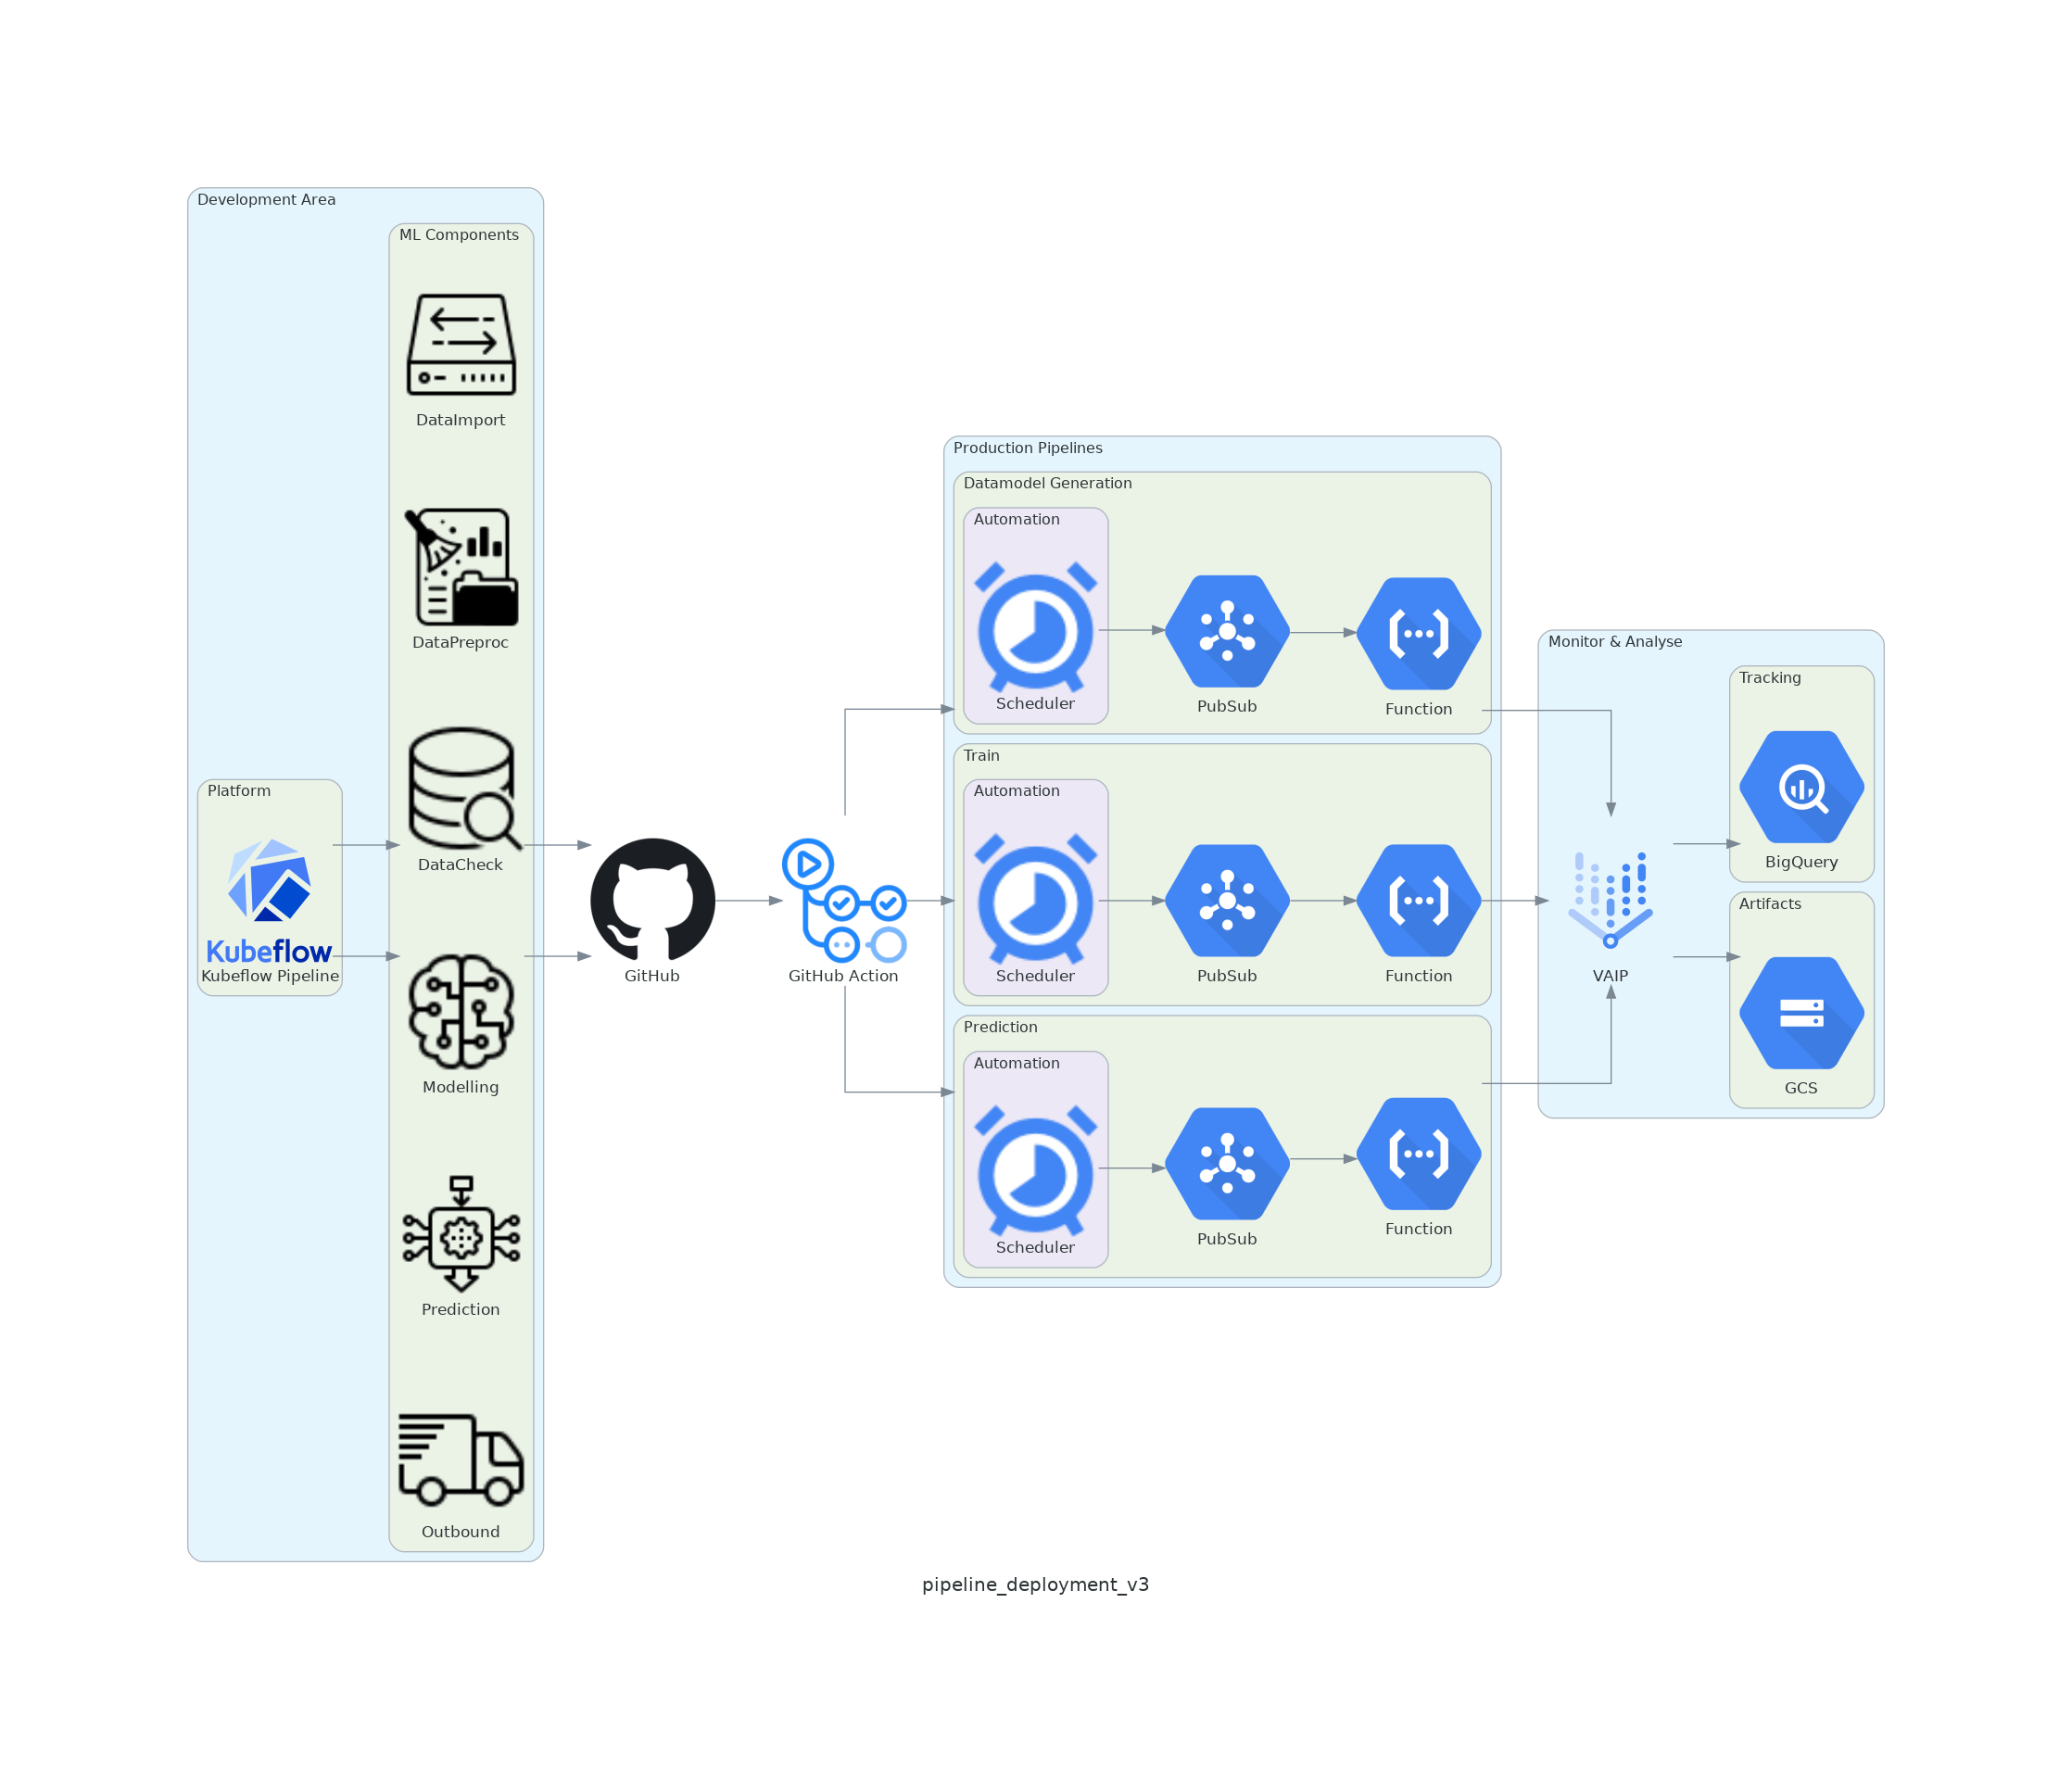 Development Area
ML Components
DataImport
DataPreproc
DataCheck
Platform
Kubeflow
Kubeflow Pipeline
Modelling
Prediction
Outbound
GitHub
GitHub Action
Production Pipelines
Datamodel Generation
Automation
Scheduler
PubSub
Function
Train
Automation
Scheduler
PubSub
Function
Prediction
Automation
Scheduler
PubSub
Function
Monitor & Analyse
VAIP
Tracking
BigQuery
Artifacts
GCS
pipeline_deployment_v3